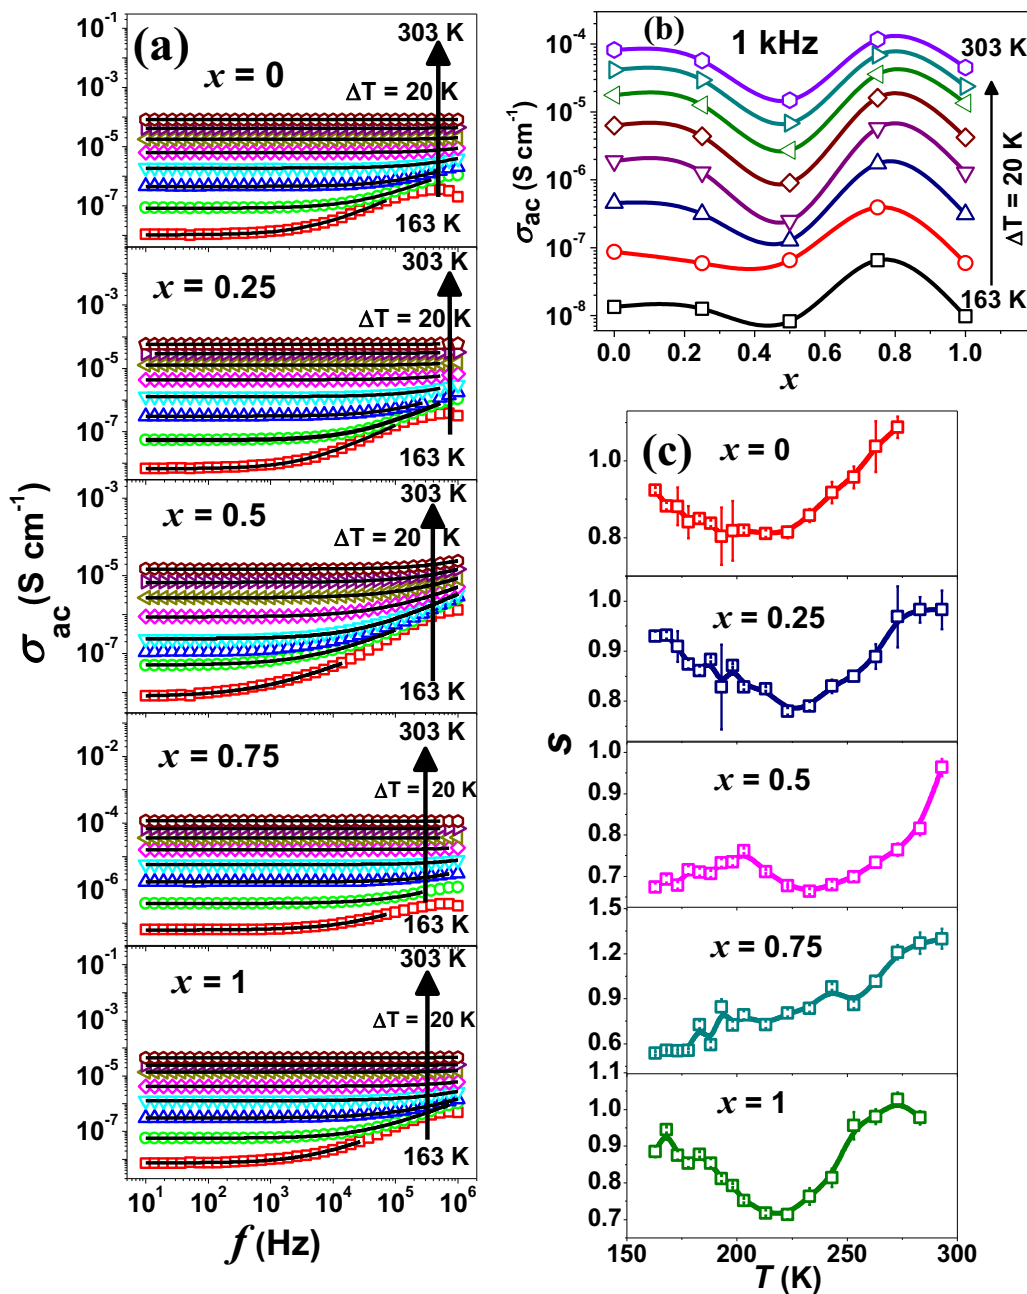 (a)
10⁻¹
303 K
x = 0
10⁻³
ΔT = 20 K
10⁻⁵
10⁻⁷
163 K
303 K
x = 0.25
10⁻³
ΔT = 20 K
10⁻⁵
10⁻⁷
163 K
10⁻³
303 K
x = 0.5
ΔT = 20 K
10⁻⁵
10⁻⁷
163 K
303 K
x = 0.75
10⁻²
ΔT = 20 K
10⁻⁴
10⁻⁶
163 K
10⁻¹
303 K
x = 1
10⁻³
ΔT = 20 K
10⁻⁵
10⁻⁷
163 K
10¹ 10² 10³ 10⁴ 10⁵ 10⁶
f (Hz)
σac (S cm⁻¹)
(b)
1 kHz
303 K
10⁻⁴
10⁻⁵
10⁻⁶
10⁻⁷
10⁻⁸
ΔT = 20 K
163 K
0.0 0.2 0.4 0.6 0.8 1.0
x
σac (S cm⁻¹)
(c)
x = 0
1.0
0.8
1.0
x = 0.25
0.8
1.0
x = 0.5
0.9
0.8
0.7
1.5
x = 0.75
1.2
0.9
0.6
1.1
x = 1
1.0
0.9
0.8
0.7
150 200 250 300
T (K)
s